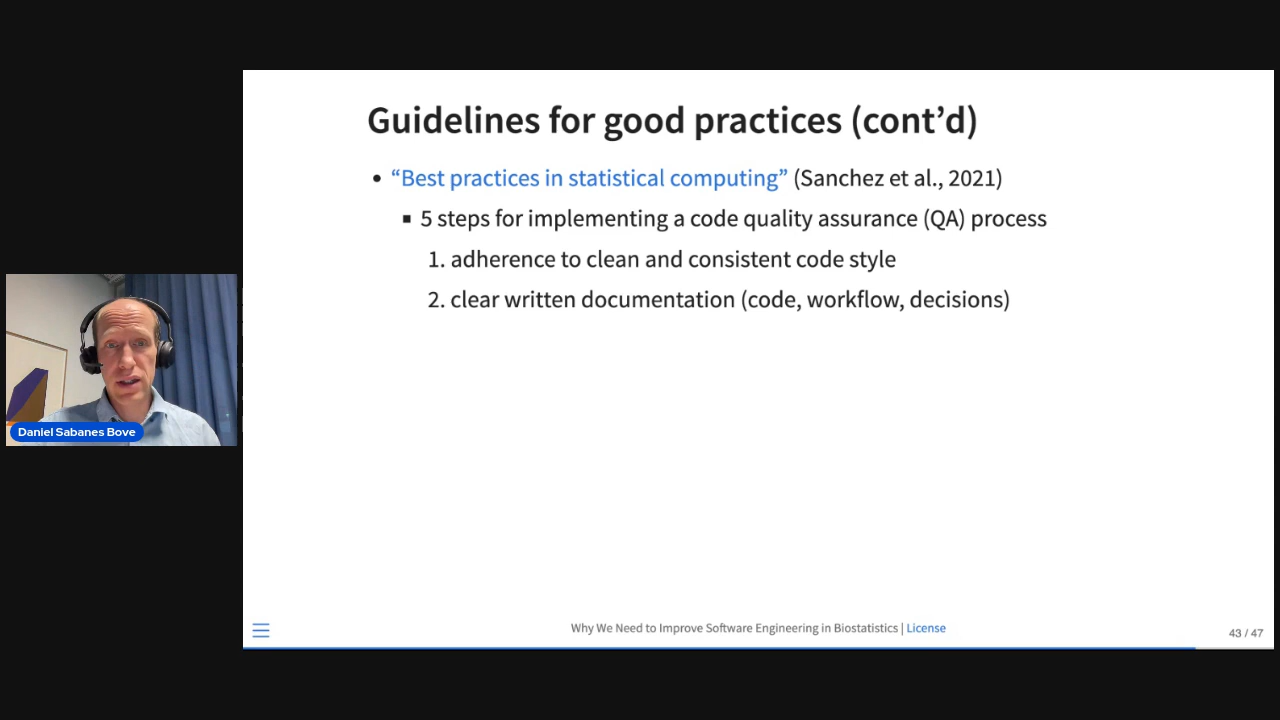 Guidelines for good practices (cont’d)
• “Best practices in statistical computing” (Sanchez et al., 2021)
▪ 5 steps for implementing a code quality assurance (QA) process
1. adherence to clean and consistent code style
2. clear written documentation (code, workflow, decisions)
Daniel Sabanes Bove
Why We Need to Improve Software Engineering in Biostatistics | License
43 / 47